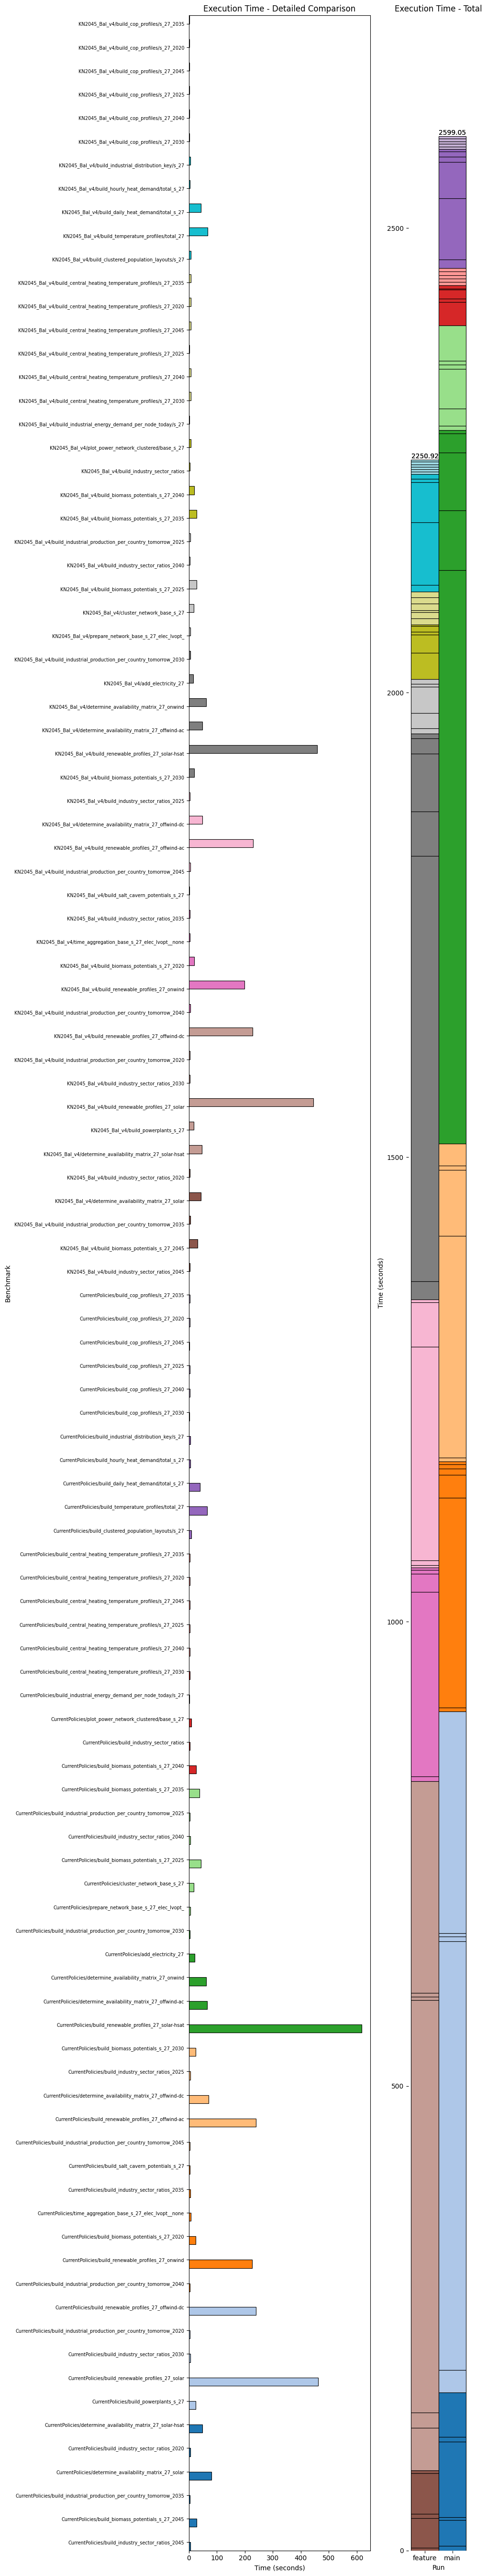 Execution Time - Detailed Comparison
Execution Time - Total
KN2045_Bal_v4/build_cop_profiles/s_27_2035
KN2045_Bal_v4/build_cop_profiles/s_27_2020
KN2045_Bal_v4/build_cop_profiles/s_27_2045
KN2045_Bal_v4/build_cop_profiles/s_27_2025
KN2045_Bal_v4/build_cop_profiles/s_27_2040
KN2045_Bal_v4/build_cop_profiles/s_27_2030
KN2045_Bal_v4/build_industrial_distribution_key/s_27
KN2045_Bal_v4/build_hourly_heat_demand/total_s_27
KN2045_Bal_v4/build_daily_heat_demand/total_s_27
KN2045_Bal_v4/build_temperature_profiles/total_27
KN2045_Bal_v4/build_clustered_population_layouts/s_27
KN2045_Bal_v4/build_central_heating_temperature_profiles/s_27_2035
KN2045_Bal_v4/build_central_heating_temperature_profiles/s_27_2020
KN2045_Bal_v4/build_central_heating_temperature_profiles/s_27_2045
KN2045_Bal_v4/build_central_heating_temperature_profiles/s_27_2025
KN2045_Bal_v4/build_central_heating_temperature_profiles/s_27_2040
KN2045_Bal_v4/build_central_heating_temperature_profiles/s_27_2030
KN2045_Bal_v4/build_industrial_energy_demand_per_node_today/s_27
KN2045_Bal_v4/plot_power_network_clustered/base_s_27
KN2045_Bal_v4/build_industry_sector_ratios
KN2045_Bal_v4/build_biomass_potentials_s_27_2040
KN2045_Bal_v4/build_biomass_potentials_s_27_2035
KN2045_Bal_v4/build_industrial_production_per_country_tomorrow_2025
KN2045_Bal_v4/build_industry_sector_ratios_2040
KN2045_Bal_v4/build_biomass_potentials_s_27_2025
KN2045_Bal_v4/cluster_network_base_s_27
KN2045_Bal_v4/prepare_network_base_s_27_elec_lvopt_
KN2045_Bal_v4/build_industrial_production_per_country_tomorrow_2030
KN2045_Bal_v4/add_electricity_27
KN2045_Bal_v4/determine_availability_matrix_27_onwind
KN2045_Bal_v4/determine_availability_matrix_27_offwind-ac
KN2045_Bal_v4/build_renewable_profiles_27_solar-hsat
KN2045_Bal_v4/build_biomass_potentials_s_27_2030
KN2045_Bal_v4/build_industry_sector_ratios_2025
KN2045_Bal_v4/determine_availability_matrix_27_offwind-dc
KN2045_Bal_v4/build_renewable_profiles_27_offwind-ac
KN2045_Bal_v4/build_industrial_production_per_country_tomorrow_2045
KN2045_Bal_v4/build_salt_cavern_potentials_s_27
KN2045_Bal_v4/build_industry_sector_ratios_2035
KN2045_Bal_v4/time_aggregation_base_s_27_elec_lvopt__none
KN2045_Bal_v4/build_biomass_potentials_s_27_2020
KN2045_Bal_v4/build_renewable_profiles_27_onwind
KN2045_Bal_v4/build_industrial_production_per_country_tomorrow_2040
KN2045_Bal_v4/build_renewable_profiles_27_offwind-dc
KN2045_Bal_v4/build_industrial_production_per_country_tomorrow_2020
KN2045_Bal_v4/build_industry_sector_ratios_2030
KN2045_Bal_v4/build_renewable_profiles_27_solar
KN2045_Bal_v4/build_powerplants_s_27
KN2045_Bal_v4/determine_availability_matrix_27_solar-hsat
KN2045_Bal_v4/build_industry_sector_ratios_2020
KN2045_Bal_v4/determine_availability_matrix_27_solar
KN2045_Bal_v4/build_industrial_production_per_country_tomorrow_2035
KN2045_Bal_v4/build_biomass_potentials_s_27_2045
KN2045_Bal_v4/build_industry_sector_ratios_2045
CurrentPolicies/build_cop_profiles/s_27_2035
CurrentPolicies/build_cop_profiles/s_27_2020
CurrentPolicies/build_cop_profiles/s_27_2045
CurrentPolicies/build_cop_profiles/s_27_2025
CurrentPolicies/build_cop_profiles/s_27_2040
CurrentPolicies/build_cop_profiles/s_27_2030
CurrentPolicies/build_industrial_distribution_key/s_27
CurrentPolicies/build_hourly_heat_demand/total_s_27
CurrentPolicies/build_daily_heat_demand/total_s_27
CurrentPolicies/build_temperature_profiles/total_27
CurrentPolicies/build_clustered_population_layouts/s_27
CurrentPolicies/build_central_heating_temperature_profiles/s_27_2035
CurrentPolicies/build_central_heating_temperature_profiles/s_27_2020
CurrentPolicies/build_central_heating_temperature_profiles/s_27_2045
CurrentPolicies/build_central_heating_temperature_profiles/s_27_2025
CurrentPolicies/build_central_heating_temperature_profiles/s_27_2040
CurrentPolicies/build_central_heating_temperature_profiles/s_27_2030
CurrentPolicies/build_industrial_energy_demand_per_node_today/s_27
CurrentPolicies/plot_power_network_clustered/base_s_27
CurrentPolicies/build_industry_sector_ratios
CurrentPolicies/build_biomass_potentials_s_27_2040
CurrentPolicies/build_biomass_potentials_s_27_2035
CurrentPolicies/build_industrial_production_per_country_tomorrow_2025
CurrentPolicies/build_industry_sector_ratios_2040
CurrentPolicies/build_biomass_potentials_s_27_2025
CurrentPolicies/cluster_network_base_s_27
CurrentPolicies/prepare_network_base_s_27_elec_lvopt_
CurrentPolicies/build_industrial_production_per_country_tomorrow_2030
CurrentPolicies/add_electricity_27
CurrentPolicies/determine_availability_matrix_27_onwind
CurrentPolicies/determine_availability_matrix_27_offwind-ac
CurrentPolicies/build_renewable_profiles_27_solar-hsat
CurrentPolicies/build_biomass_potentials_s_27_2030
CurrentPolicies/build_industry_sector_ratios_2025
CurrentPolicies/determine_availability_matrix_27_offwind-dc
CurrentPolicies/build_renewable_profiles_27_offwind-ac
CurrentPolicies/build_industrial_production_per_country_tomorrow_2045
CurrentPolicies/build_salt_cavern_potentials_s_27
CurrentPolicies/build_industry_sector_ratios_2035
CurrentPolicies/time_aggregation_base_s_27_elec_lvopt__none
CurrentPolicies/build_biomass_potentials_s_27_2020
CurrentPolicies/build_renewable_profiles_27_onwind
CurrentPolicies/build_industrial_production_per_country_tomorrow_2040
CurrentPolicies/build_renewable_profiles_27_offwind-dc
CurrentPolicies/build_industrial_production_per_country_tomorrow_2020
CurrentPolicies/build_industry_sector_ratios_2030
CurrentPolicies/build_renewable_profiles_27_solar
CurrentPolicies/build_powerplants_s_27
CurrentPolicies/determine_availability_matrix_27_solar-hsat
CurrentPolicies/build_industry_sector_ratios_2020
CurrentPolicies/determine_availability_matrix_27_solar
CurrentPolicies/build_industrial_production_per_country_tomorrow_2035
CurrentPolicies/build_biomass_potentials_s_27_2045
CurrentPolicies/build_industry_sector_ratios_2045
Benchmark
0 100 200 300 400 500 600
Time (seconds)
2599.05
2250.92
2500
2000
1500
1000
500
0
Time (seconds)
feature main
Run